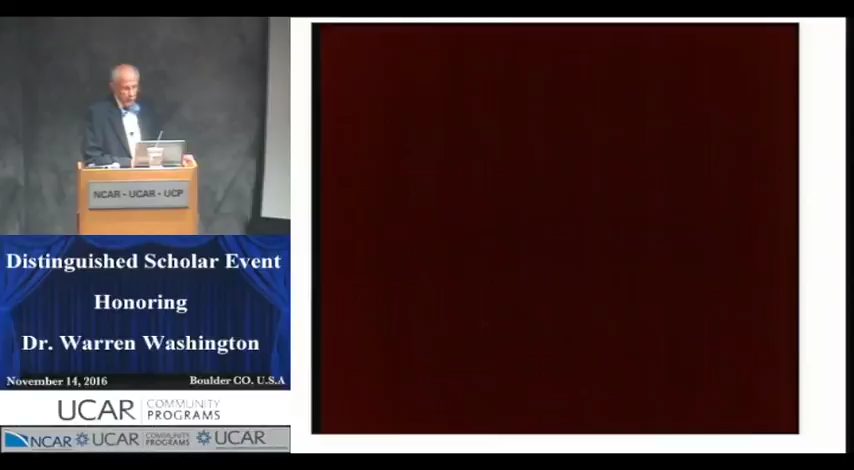 NCAR - UCAR - UCP
Distinguished Scholar Event
Honoring
Dr. Warren Washington
November 14, 2016 Boulder CO, U.S.A
UCAR COMMUNITY PROGRAMS
NCAR UCAR COMMUNITY PROGRAMS UCAR